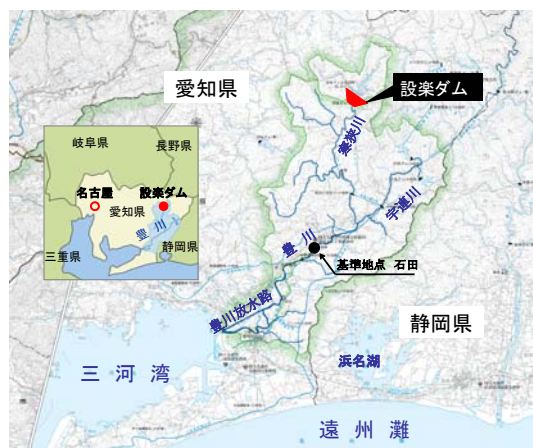 愛知県
設楽ダム
寒狭川
岐阜県
長野県
名古屋
設楽ダム
愛知県
豊川
静岡県
三重県
宇連川
豊川
基準地点 石田
豊川放水路
静岡県
浜名湖
三河湾
遠州灘